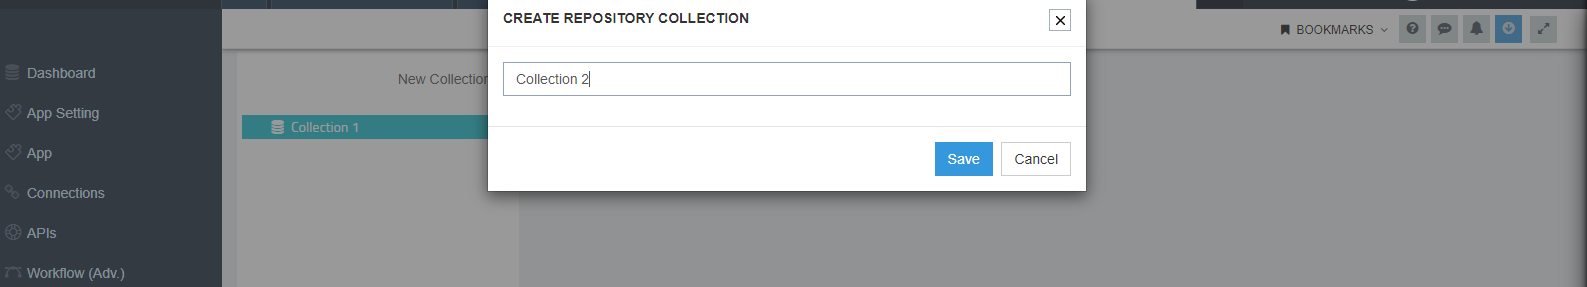 CREATE REPOSITORY COLLECTION
BOOKMARKS
Dashboard
New Collection
Collection 2
App Setting
Collection 1
App
Save
Cancel
Connections
APIs
Workflow (Adv.)